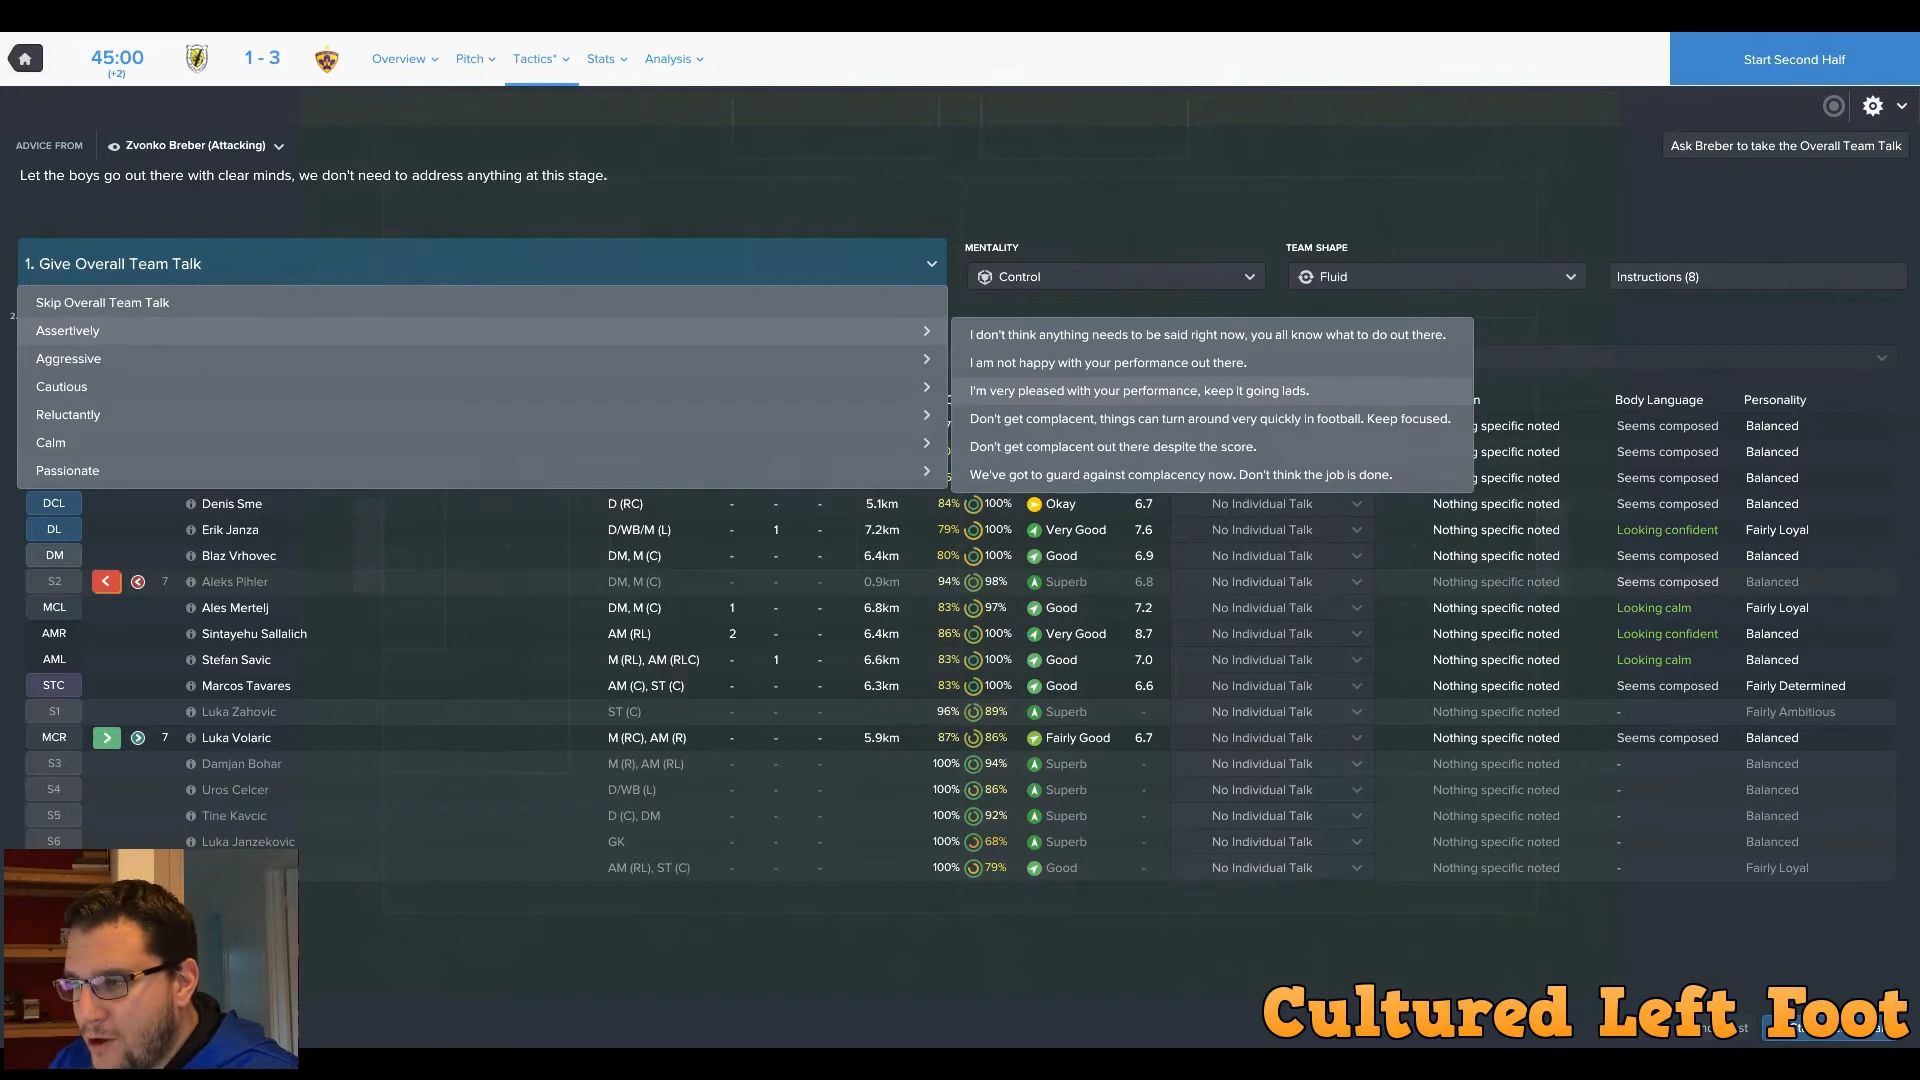 45:00
(+2)
1 - 3
Overview
Pitch
Tactics*
Stats
Analysis
Start Second Half
ADVICE FROM
Zvonko Breber (Attacking)
Ask Breber to take the Overall Team Talk
Let the boys go out there with clear minds, we don't need to address anything at this stage.
MENTALITY
TEAM SHAPE
1. Give Overall Team Talk
Control
Fluid
Instructions (8)
Skip Overall Team Talk
2.
Assertively
Aggressive
Cautious
Reluctantly
Calm
Passionate
I don't think anything needs to be said right now, you all know what to do out there.
I am not happy with your performance out there.
I'm very pleased with your performance, keep it going lads.
Don't get complacent, things can turn around very quickly in football. Keep focused.
Don't get complacent out there despite the score.
We've got to guard against complacency now. Don't think the job is done.
Body Language Personality
g specific noted Seems composed Balanced
g specific noted Seems composed Balanced
g specific noted Seems composed Balanced
DCL Denis Sme D (RC) - - - 5.1km 84% 100% Okay 6.7 No Individual Talk Nothing specific noted Seems composed Balanced
DL Erik Janza D/WB/M (L) - 1 - 7.2km 79% 100% Very Good 7.6 No Individual Talk Nothing specific noted Looking confident Fairly Loyal
DM Blaz Vrhovec DM, M (C) - - - 6.4km 80% 100% Good 6.9 No Individual Talk Nothing specific noted Seems composed Balanced
S2 7 Aleks Pihler DM, M (C) - - - 0.9km 94% 98% Superb 6.8 No Individual Talk Nothing specific noted Seems composed Balanced
MCL Ales Mertelj DM, M (C) 1 - - 6.8km 83% 97% Good 7.2 No Individual Talk Nothing specific noted Looking calm Fairly Loyal
AMR Sintayehu Sallalich AM (RL) 2 - - 6.4km 86% 100% Very Good 8.7 No Individual Talk Nothing specific noted Looking confident Balanced
AML Stefan Savic M (RL), AM (RLC) - 1 - 6.6km 83% 100% Good 7.0 No Individual Talk Nothing specific noted Looking calm Balanced
STC Marcos Tavares AM (C), ST (C) - - - 6.3km 83% 100% Good 6.6 No Individual Talk Nothing specific noted Seems composed Fairly Determined
S1 Luka Zahovic ST (C) - - - 96% 89% Superb - No Individual Talk Nothing specific noted - Fairly Ambitious
MCR 7 Luka Volaric M (RC), AM (R) - - - 5.9km 87% 86% Fairly Good 6.7 No Individual Talk Nothing specific noted Seems composed Balanced
S3 Damjan Bohar M (R), AM (RL) - - - 100% 94% Superb - No Individual Talk Nothing specific noted - Balanced
S4 Uros Celcer D/WB (L) - - - 100% 86% Superb - No Individual Talk Nothing specific noted - Balanced
S5 Tine Kavcic D (C), DM - - - 100% 92% Superb - No Individual Talk Nothing specific noted - Balanced
S6 Luka Janzekovic GK - - - 100% 68% Superb - No Individual Talk Nothing specific noted - Balanced
AM (RL), ST (C) - - - 100% 79% Good - No Individual Talk Nothing specific noted - Fairly Loyal
Cultured Left Foot